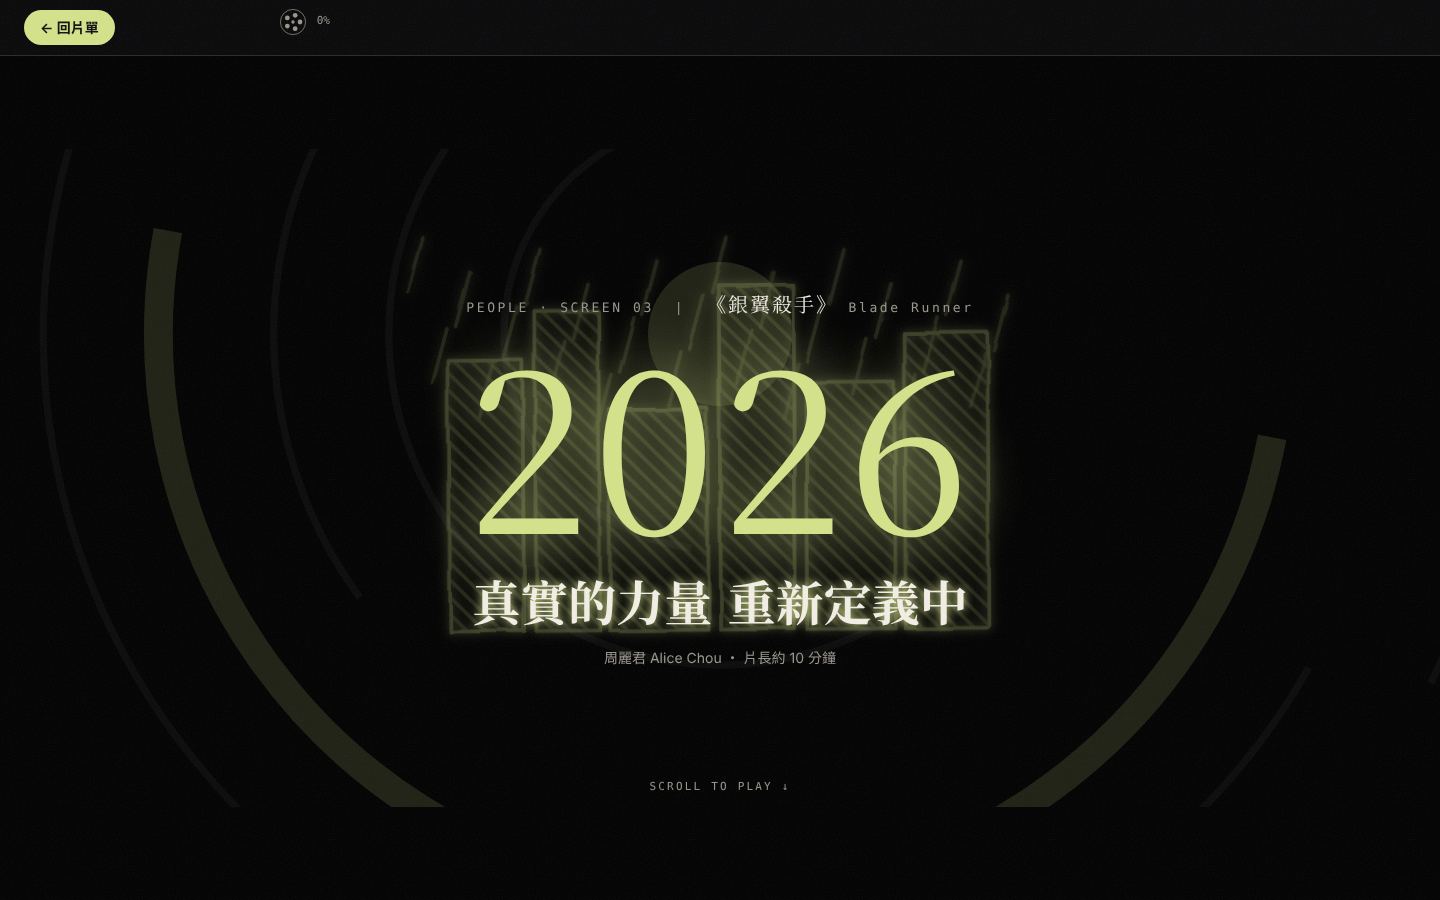 ← 回片單
0%
PEOPLE · SCREEN 03 | 《銀翼殺手》 Blade Runner
2026
真實的力量 重新定義中
周麗君 Alice Chou · 片長約 10 分鐘
SCROLL TO PLAY ↓